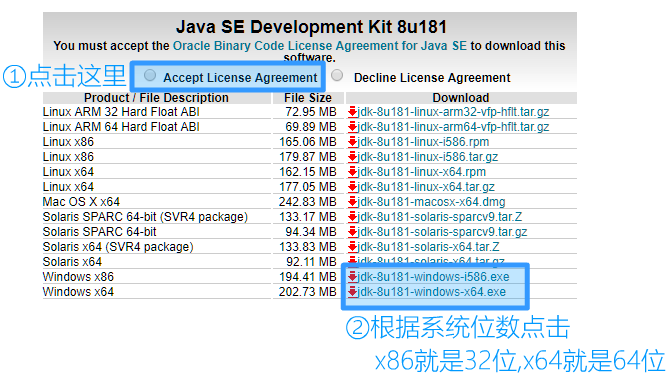 Java SE Development Kit 8u181
You must accept the Oracle Binary Code License Agreement for Java SE to download this
software.
①点击这里 Accept License Agreement Decline License Agreement
Product / File Description File Size Download
Linux ARM 32 Hard Float ABI 72.95 MB jdk-8u181-linux-arm32-vfp-hflt.tar.gz
Linux ARM 64 Hard Float ABI 69.89 MB jdk-8u181-linux-arm64-vfp-hflt.tar.gz
Linux x86 165.06 MB jdk-8u181-linux-i586.rpm
Linux x86 179.87 MB jdk-8u181-linux-i586.tar.gz
Linux x64 162.15 MB jdk-8u181-linux-x64.rpm
Linux x64 177.05 MB jdk-8u181-linux-x64.tar.gz
Mac OS X x64 242.83 MB jdk-8u181-macosx-x64.dmg
Solaris SPARC 64-bit (SVR4 package) 133.17 MB jdk-8u181-solaris-sparcv9.tar.Z
Solaris SPARC 64-bit 94.34 MB jdk-8u181-solaris-sparcv9.tar.gz
Solaris x64 (SVR4 package) 133.83 MB jdk-8u181-solaris-x64.tar.Z
Solaris x64 92.11 MB jdk-8u181-solaris-x64.tar.gz
Windows x86 194.41 MB jdk-8u181-windows-i586.exe
Windows x64 202.73 MB jdk-8u181-windows-x64.exe
②根据系统位数点击
x86就是32位,x64就是64位